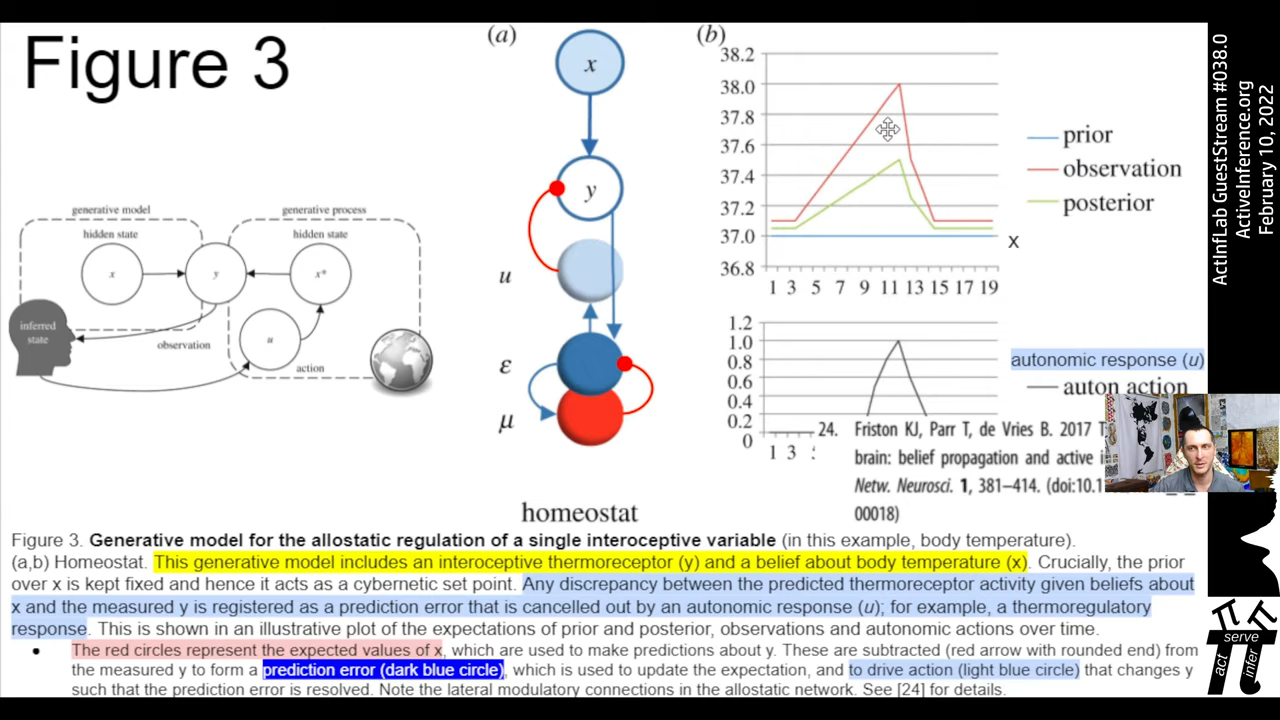 Figure 3
(a)
(b)
x
y
u
ε
μ
homeostat
generative model
generative process
hidden state
hidden state
x
y
x*
inferred
state
observation
u
action
38.2
38.0
37.8
37.6
37.4
37.2
37.0
36.8
1 3 5 7 9 11 13 15 17 19
prior
observation
posterior
X
1.2
1.0
0.8
0.6
0.4
0.2
0
1 3
autonomic response (u)
auton action
24. Friston KJ, Parr T, de Vries B. 2017 T
brain: belief propagation and active i
Netw. Neurosci. 1, 381–414. (doi:10.1
00018)
Figure 3. Generative model for the allostatic regulation of a single interoceptive variable (in this example, body temperature).
(a,b) Homeostat. This generative model includes an interoceptive thermoreceptor (y) and a belief about body temperature (x). Crucially, the prior
over x is kept fixed and hence it acts as a cybernetic set point. Any discrepancy between the predicted thermoreceptor activity given beliefs about
x and the measured y is registered as a prediction error that is cancelled out by an autonomic response (u); for example, a thermoregulatory
response. This is shown in an illustrative plot of the expectations of prior and posterior, observations and autonomic actions over time.
● The red circles represent the expected values of x, which are used to make predictions about y. These are subtracted (red arrow with rounded end) from
the measured y to form a prediction error (dark blue circle), which is used to update the expectation, and to drive action (light blue circle) that changes y
such that the prediction error is resolved. Note the lateral modulatory connections in the allostatic network. See [24] for details.
ActInfLab GuestStream #038.0
ActiveInference.org
February 10, 2022
serve
act
infer